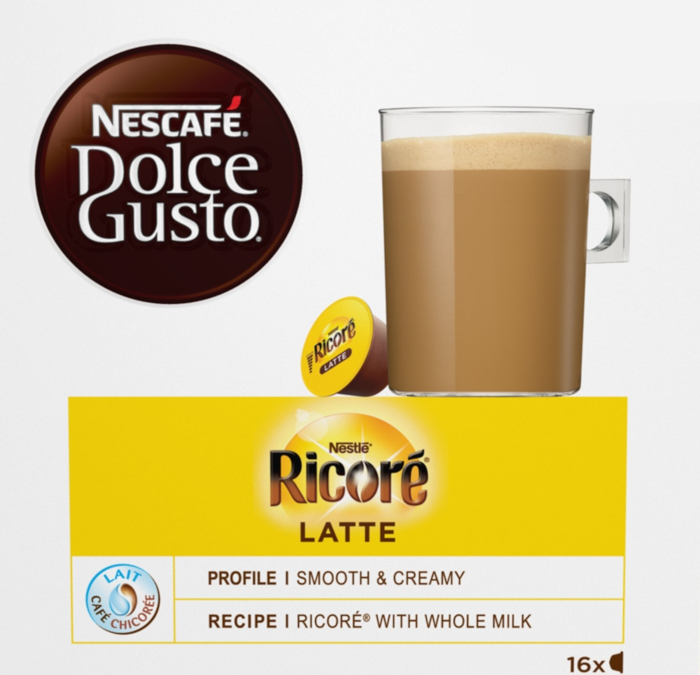 NESCAFÉ®
DOLCE
GUSTO®
Ricoré
LATTE
Nestlé®
Ricoré®
LATTE
LAIT
CAFÉ CHICORÉE
PROFILE | SMOOTH & CREAMY
RECIPE | RICORÉ® WITH WHOLE MILK
16x